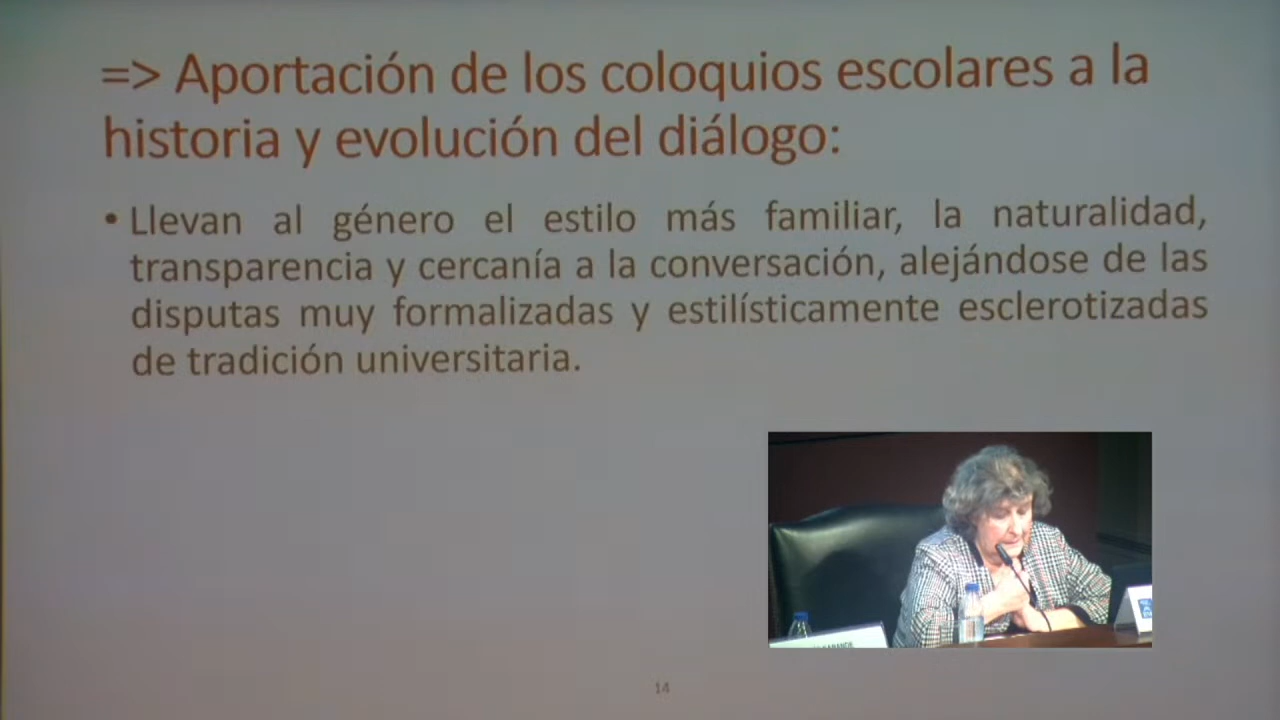 => Aportación de los coloquios escolares a la
historia y evolución del diálogo:
• Llevan al género el estilo más familiar, la naturalidad,
transparencia y cercanía a la conversación, alejándose de las
disputas muy formalizadas y estilísticamente esclerotizadas
de tradición universitaria.
14